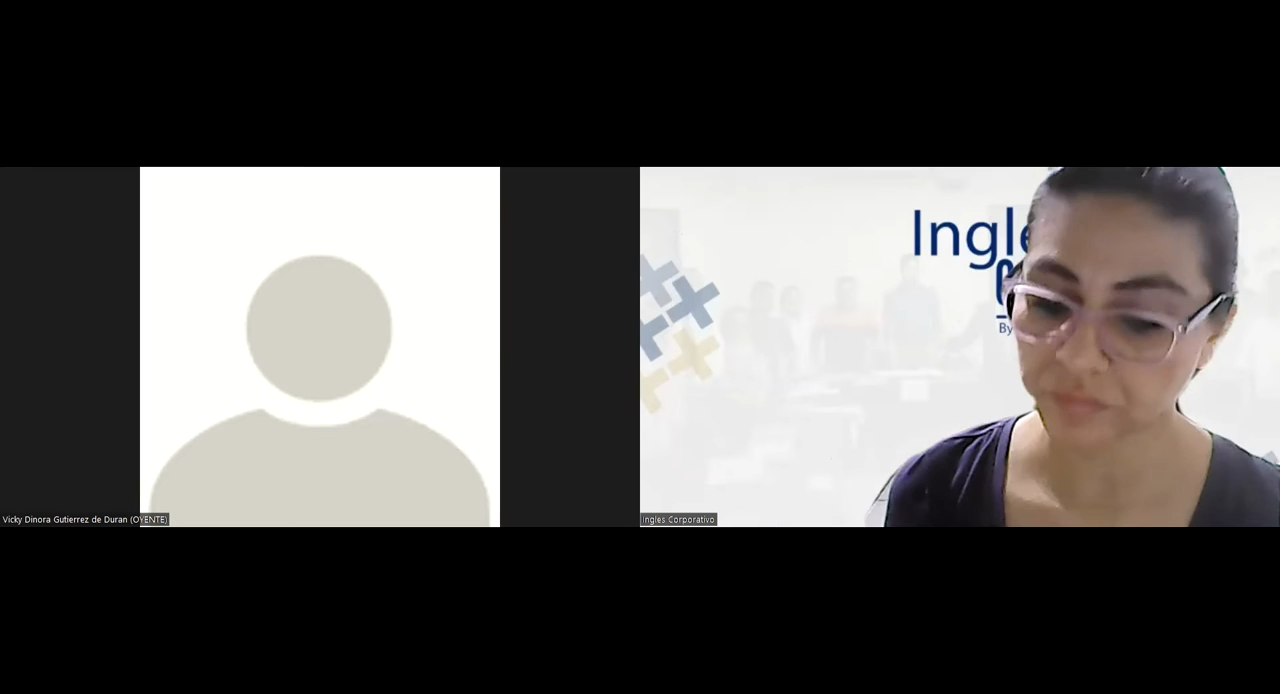 Ingle
By
Vicky Dinora Gutierrez de Duran (OYENTE)
Ingles Corporativo